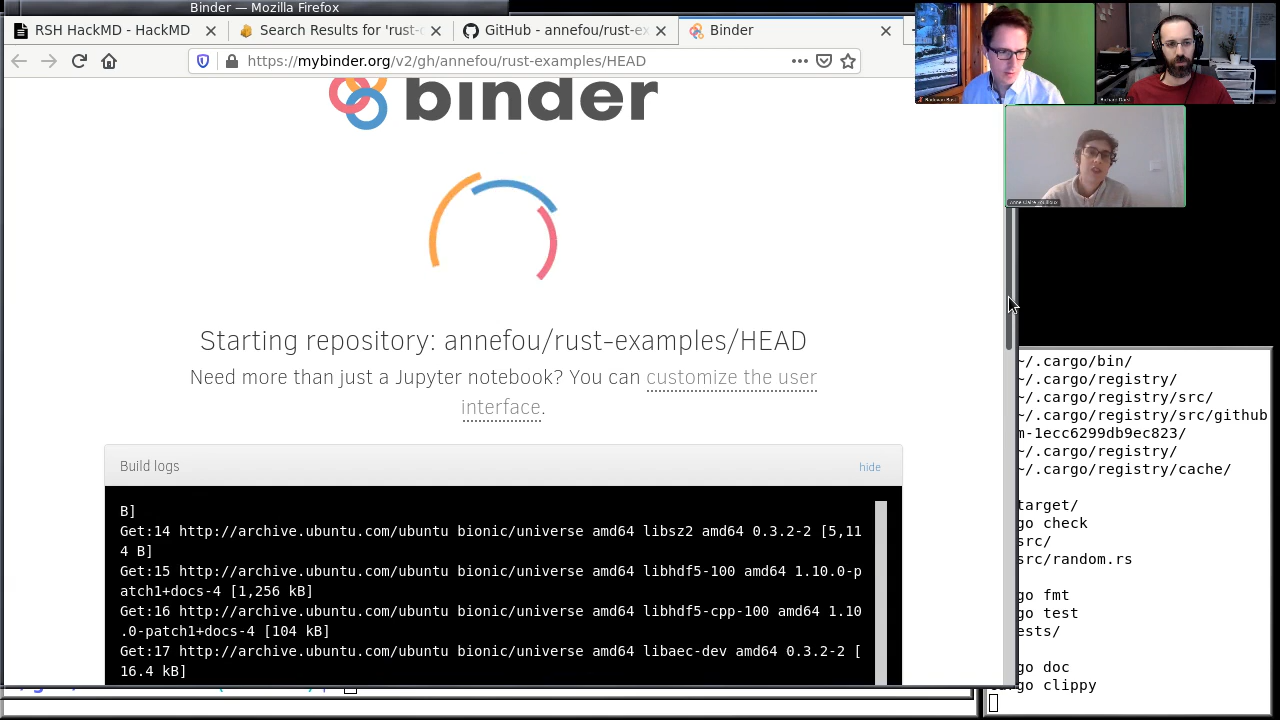 Binder — Mozilla Firefox
RSH HackMD - HackMD
Search Results for 'rust-c
GitHub - annefou/rust-ex
Binder
https://mybinder.org/v2/gh/annefou/rust-examples/HEAD
binder
Starting repository: annefou/rust-examples/HEAD
Need more than just a Jupyter notebook? You can customize the user
interface.
Build logs
hide
B]
Get:14 http://archive.ubuntu.com/ubuntu bionic/universe amd64 libsz2 amd64 0.3.2-2 [5,11
4 B]
Get:15 http://archive.ubuntu.com/ubuntu bionic/universe amd64 libhdf5-100 amd64 1.10.0-p
atch1+docs-4 [1,256 kB]
Get:16 http://archive.ubuntu.com/ubuntu bionic/universe amd64 libhdf5-cpp-100 amd64 1.10
.0-patch1+docs-4 [104 kB]
Get:17 http://archive.ubuntu.com/ubuntu bionic/universe amd64 libaec-dev amd64 0.3.2-2 [
16.4 kB]
~/.cargo/bin/
~/.cargo/registry/
~/.cargo/registry/src/
~/.cargo/registry/src/github
m-1ecc6299db9ec823/
~/.cargo/registry/
~/.cargo/registry/cache/
target/
go check
src/
src/random.rs
go fmt
go test
ests/
go doc
cargo clippy